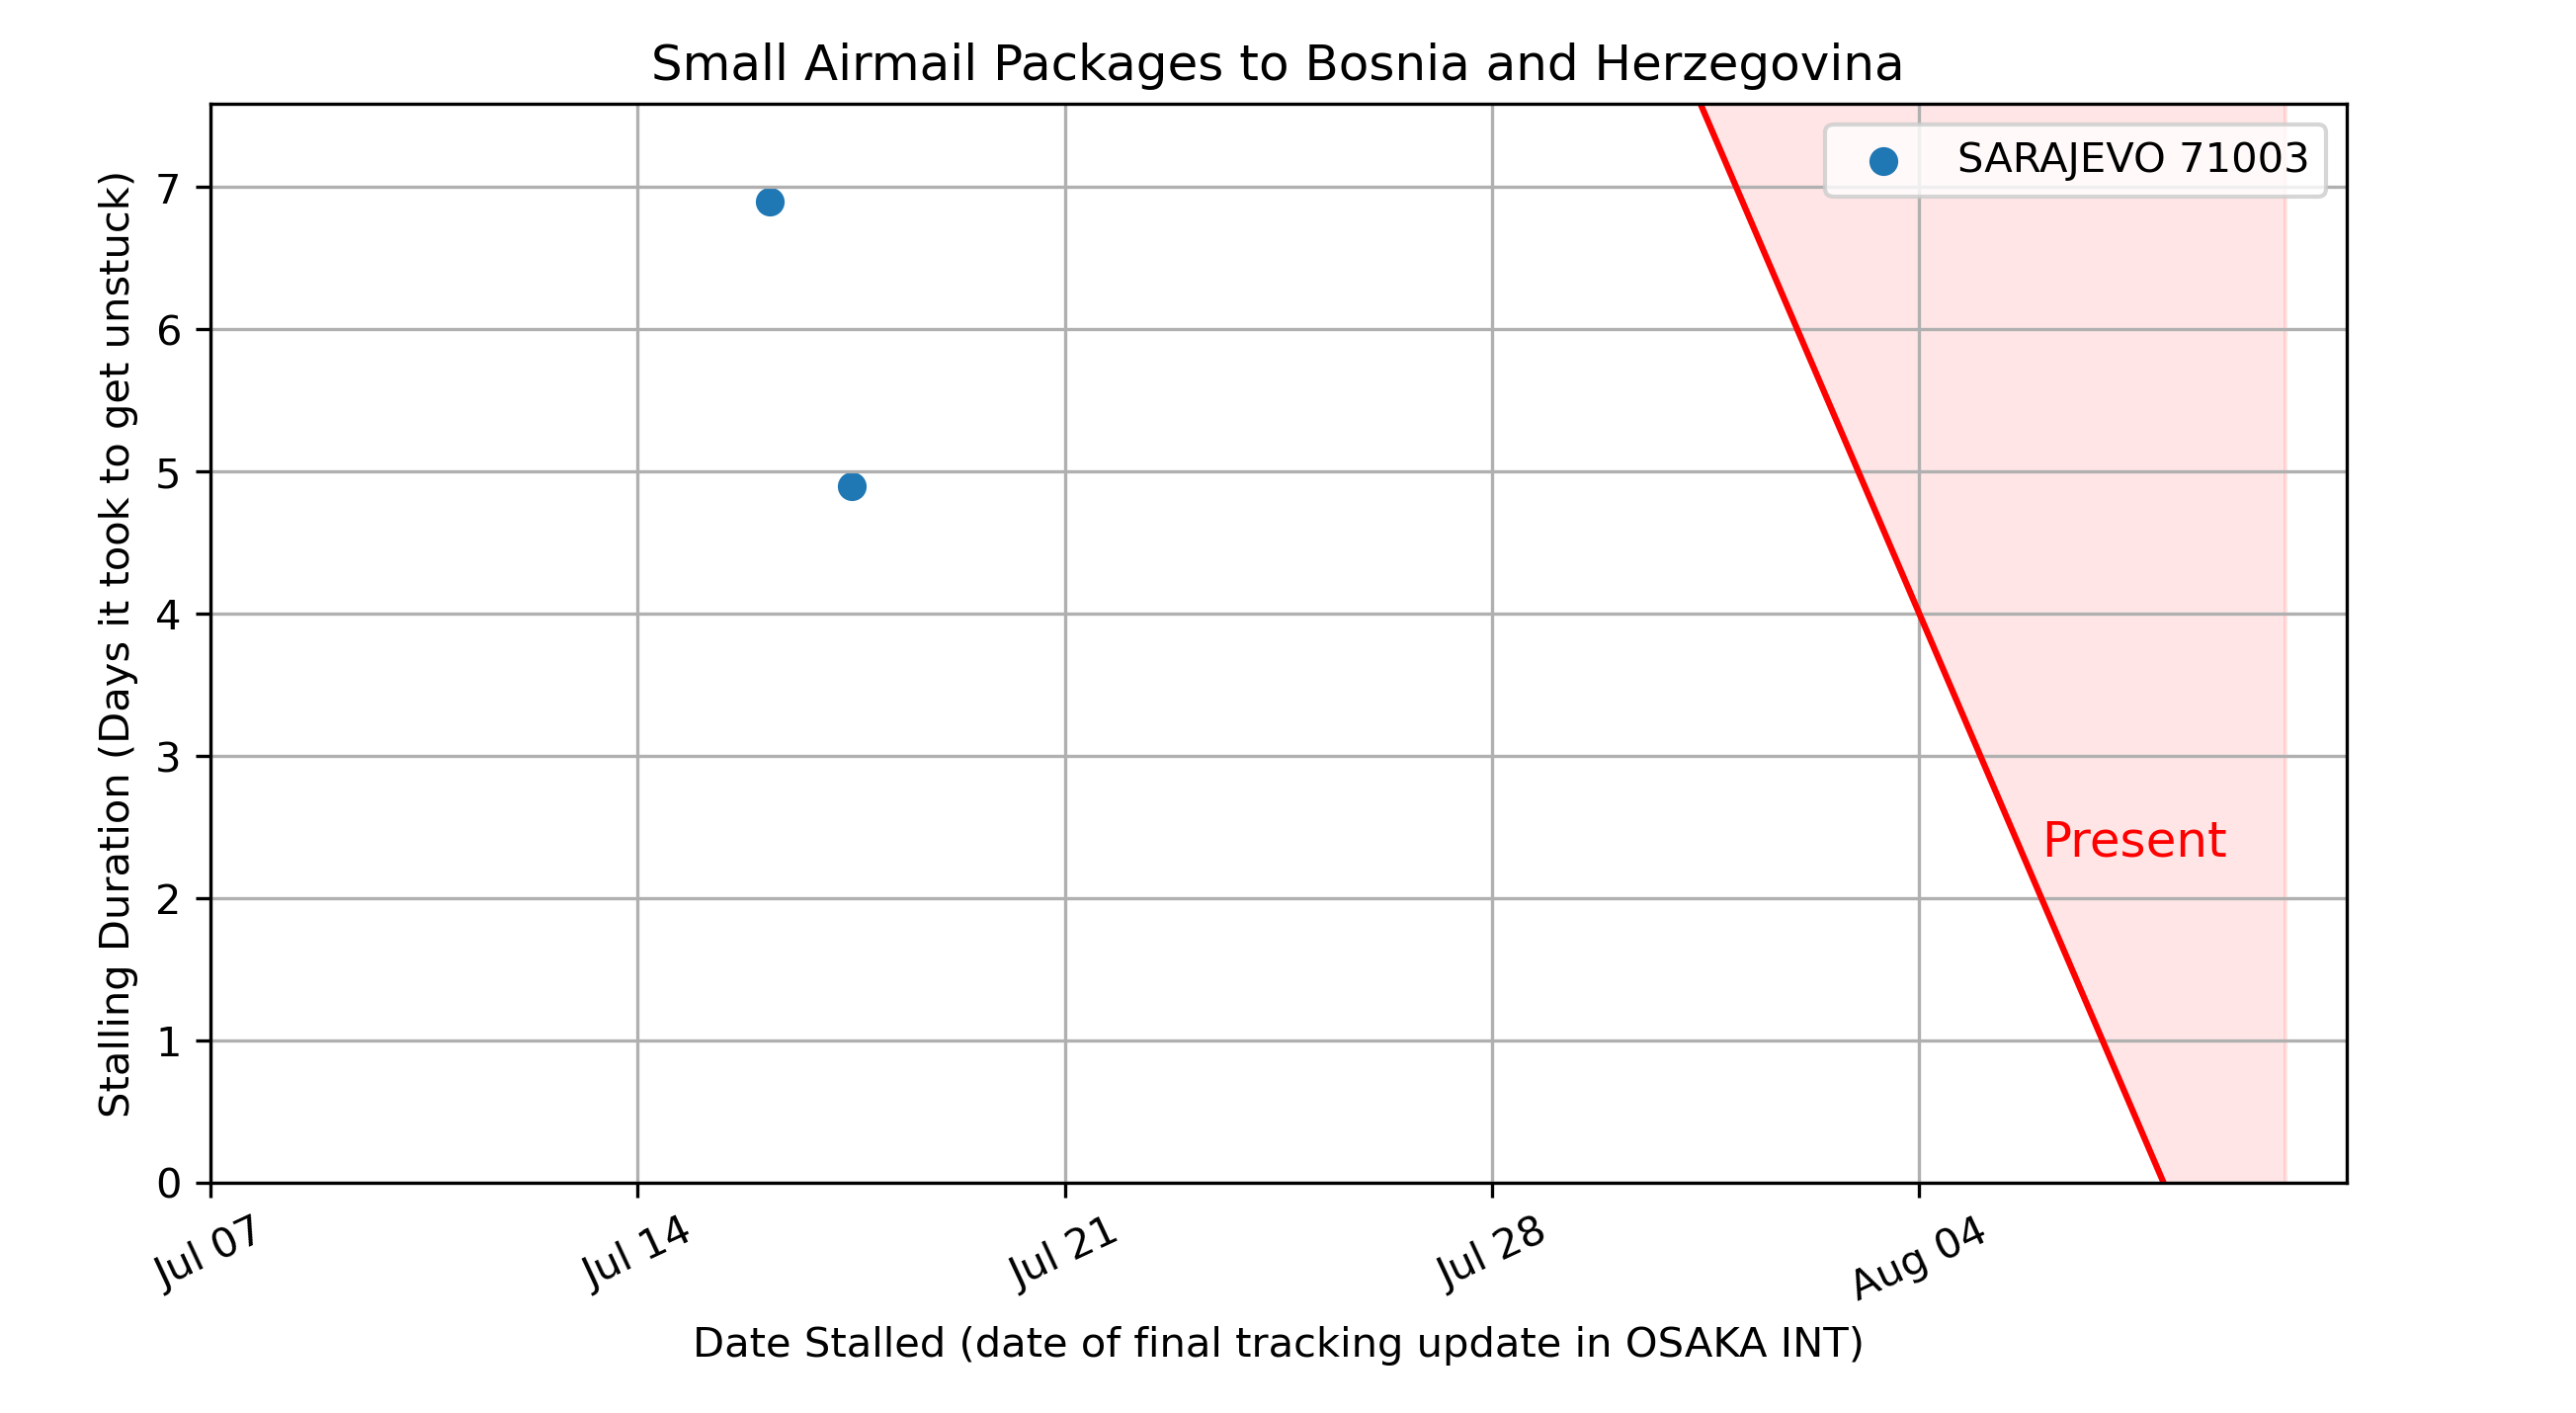 Small Airmail Packages to Bosnia and Herzegovina
Stalling Duration (Days it took to get unstuck)
7
6
5
4
3
2
1
0
SARAJEVO 71003
Present
Jul 07
Jul 14
Jul 21
Jul 28
Aug 04
Date Stalled (date of final tracking update in OSAKA INT)